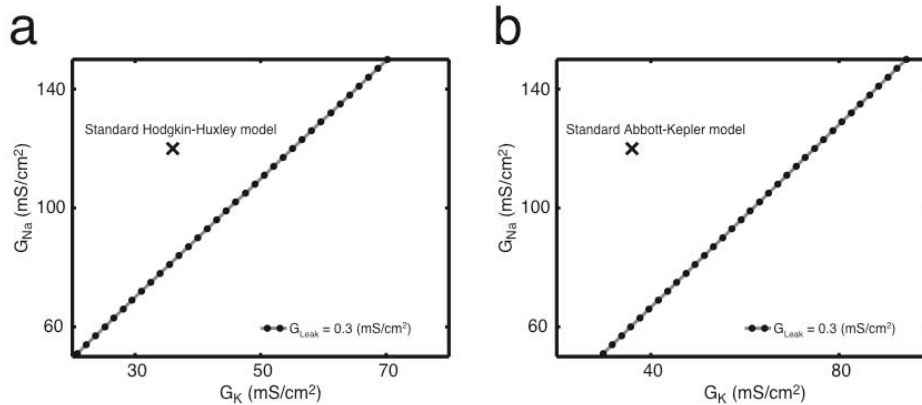 a
140
100
60
G_Na (mS/cm²)
Standard Hodgkin-Huxley model
G_Leak = 0.3 (mS/cm²)
30
50
70
G_K (mS/cm²)
b
140
100
60
G_Na (mS/cm²)
Standard Abbott-Kepler model
G_Leak = 0.3 (mS/cm²)
40
80
G_K (mS/cm²)